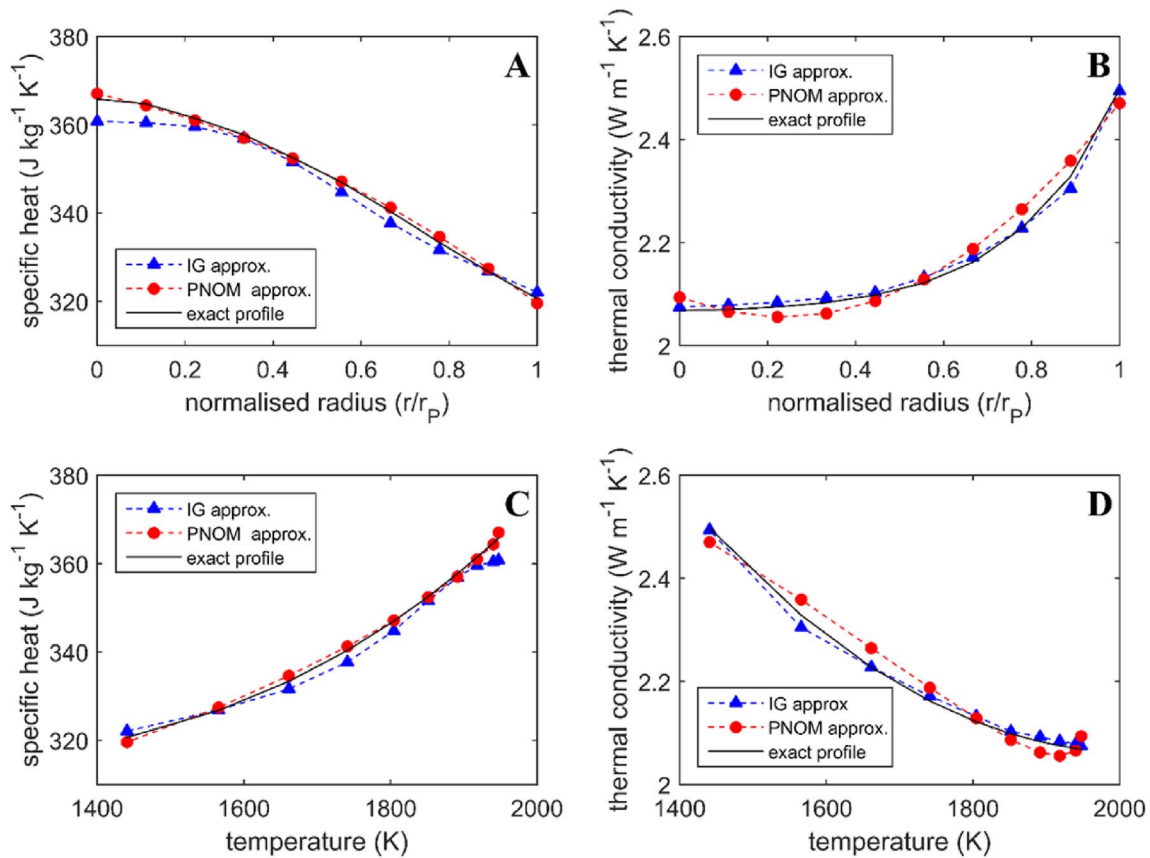 A
specific heat (J kg⁻¹ K⁻¹)
380
360
340
320
IG approx.
PNOM approx.
exact profile
0 0.2 0.4 0.6 0.8 1
normalised radius (r/rₚ)
B
thermal conductivity (W m⁻¹ K⁻¹)
2.6
2.4
2.2
2
IG approx.
PNOM approx.
exact profile
0 0.2 0.4 0.6 0.8 1
normalised radius (r/rₚ)
C
specific heat (J kg⁻¹ K⁻¹)
380
360
340
320
IG approx.
PNOM approx.
exact profile
1400 1600 1800 2000
temperature (K)
D
thermal conductivity (W m⁻¹ K⁻¹)
2.6
2.4
2.2
2
IG approx
PNOM approx.
exact profile
1400 1600 1800 2000
temperature (K)